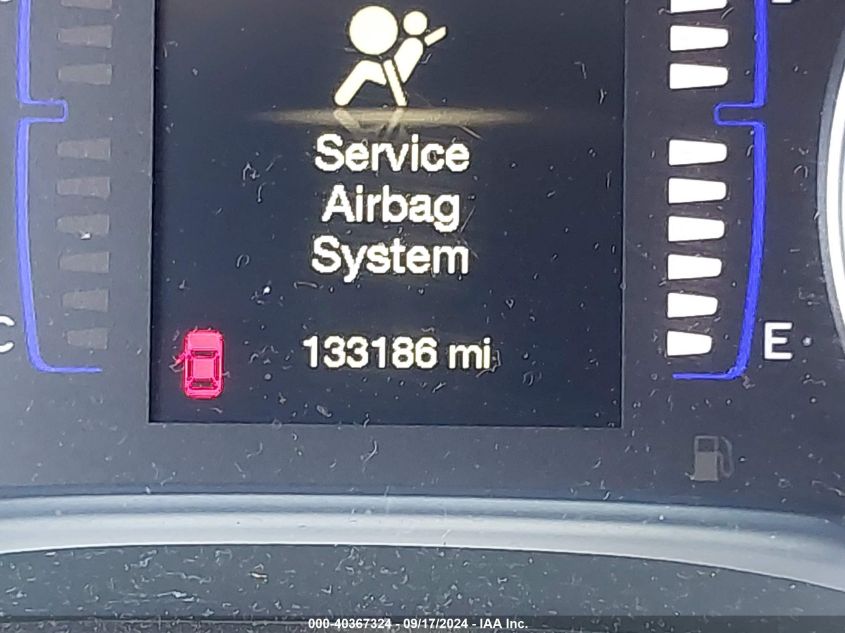 Service
Airbag
System
133186 mi
C
E
000-40367324 - 09/17/2024 - IAA Inc.